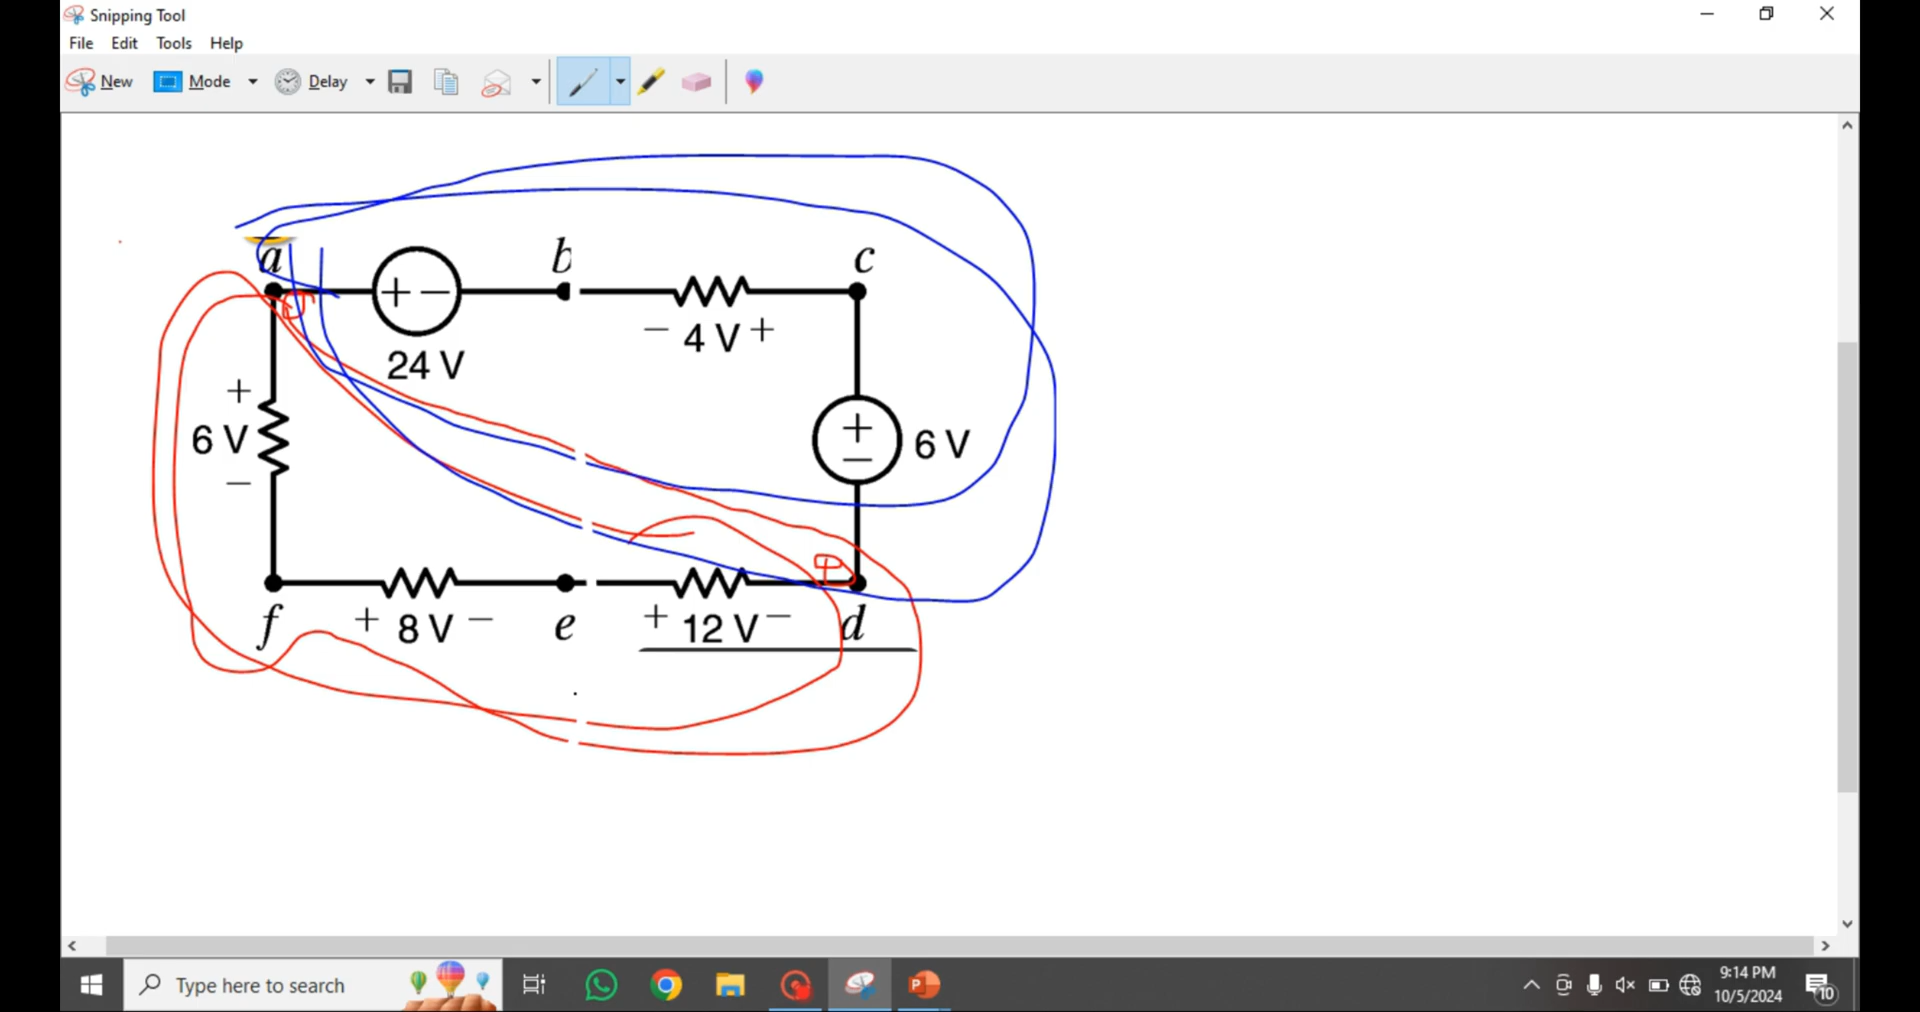 Snipping Tool
File Edit Tools Help
New Mode Delay
a b c
+ − − 4 V +
24 V
+
6 V
−
+
−
6 V
f + 8 V − e + 12 V − d
Type here to search
9:14 PM
10/5/2024
10